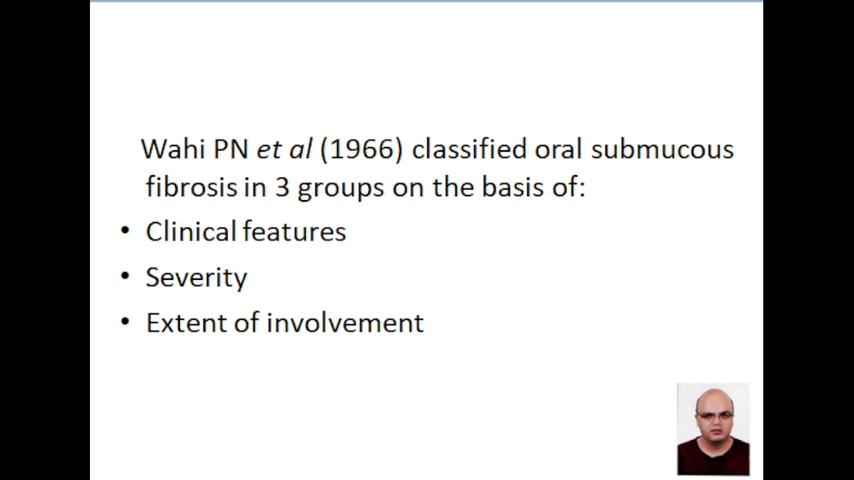 Wahi PN et al (1966) classified oral submucous
fibrosis in 3 groups on the basis of:
• Clinical features
• Severity
• Extent of involvement